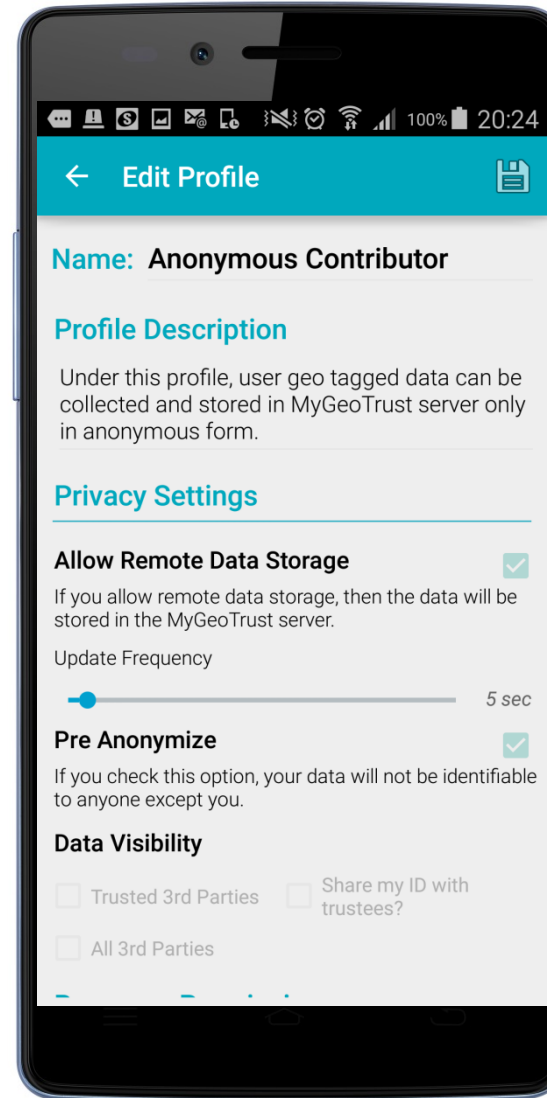 100% 20:24
Edit Profile
Name: Anonymous Contributor
Profile Description
Under this profile, user geo tagged data can be
collected and stored in MyGeoTrust server only
in anonymous form.
Privacy Settings
Allow Remote Data Storage
If you allow remote data storage, then the data will be
stored in the MyGeoTrust server.
Update Frequency
5 sec
Pre Anonymize
If you check this option, your data will not be identifiable
to anyone except you.
Data Visibility
Trusted 3rd Parties
Share my ID with
trustees?
All 3rd Parties